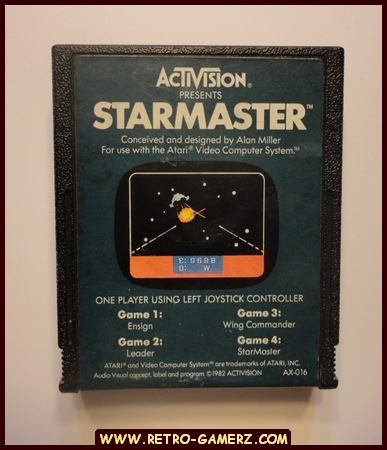 ACTIVISION®
PRESENTS
STARMASTER™
Conceived and designed by Alan Miller
For use with the Atari® Video Computer System.™
E:9698
D: W.
ONE PLAYER USING LEFT JOYSTICK CONTROLLER
Game 1: Ensign
Game 3: Wing Commander
Game 2: Leader
Game 4: StarMaster
ATARI® and Video Computer System™ are trademarks of ATARI, INC.
Audio Visual concept, label and program ©1982 ACTIVISION AX-016
WWW.RETRO-GAMERZ.COM